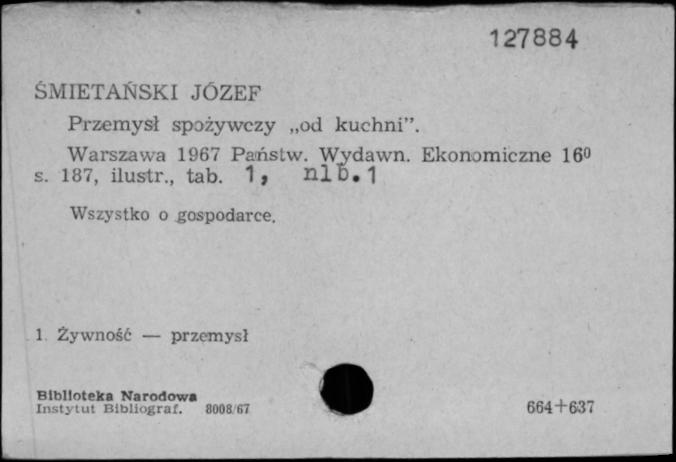 127884
ŚMIETAŃSKI JÓZEF
Przemysł spożywczy „od kuchni”.
Warszawa 1967 Państw. Wydawn. Ekonomiczne 16⁰
s. 187, ilustr., tab. 1, nlb. 1
Wszystko o gospodarce.
1. Żywność — przemysł
Biblioteka Narodowa
Instytut Bibliograf. 8008/67
664+637